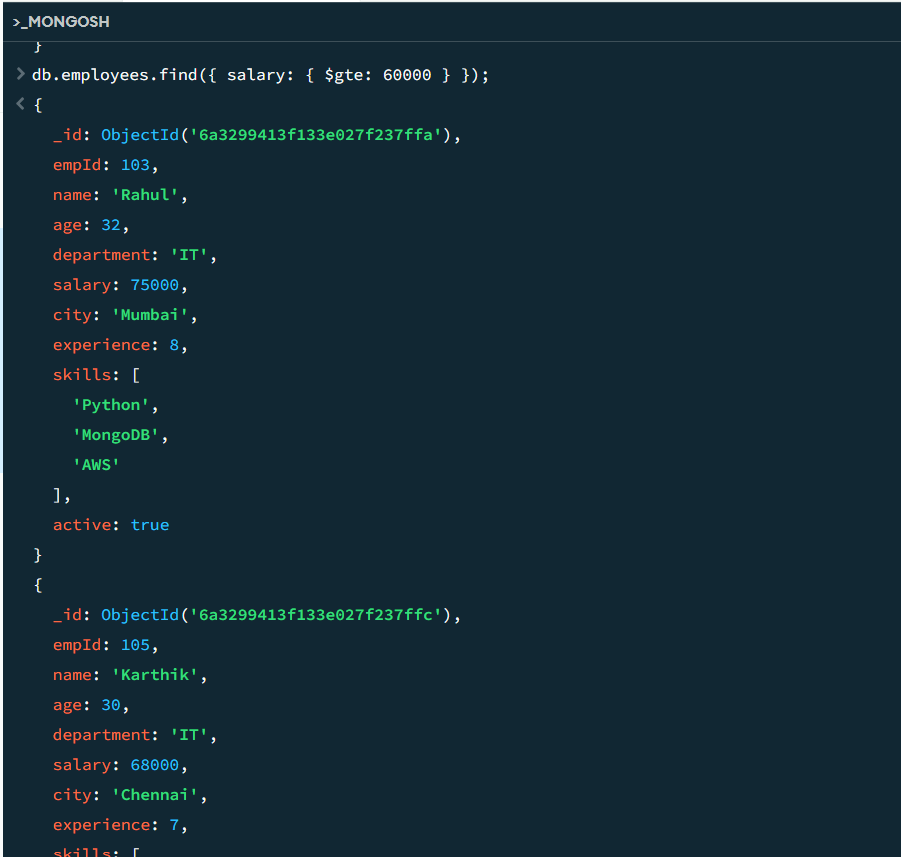 >_MONGOSH
}
> db.employees.find({ salary: { $gte: 60000 } });
< {
_id: ObjectId('6a3299413f133e027f237ffa'),
empId: 103,
name: 'Rahul',
age: 32,
department: 'IT',
salary: 75000,
city: 'Mumbai',
experience: 8,
skills: [
'Python',
'MongoDB',
'AWS'
],
active: true
}
{
_id: ObjectId('6a3299413f133e027f237ffc'),
empId: 105,
name: 'Karthik',
age: 30,
department: 'IT',
salary: 68000,
city: 'Chennai',
experience: 7,
skills: [